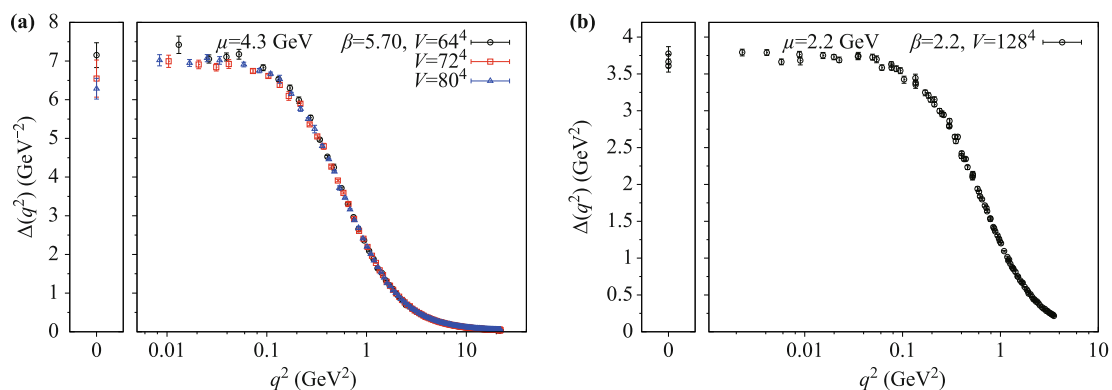 (a)
μ=4.3 GeV
β=5.70, V=64⁴
V=72⁴
V=80⁴
Δ(q²) (GeV⁻²)
8
7
6
5
4
3
2
1
0
0
0.01
0.1
1
10
q² (GeV²)
(b)
μ=2.2 GeV
β=2.2, V=128⁴
Δ(q²) (GeV²)
4
3.5
3
2.5
2
1.5
1
0.5
0
0
0.01
0.1
1
10
q² (GeV²)